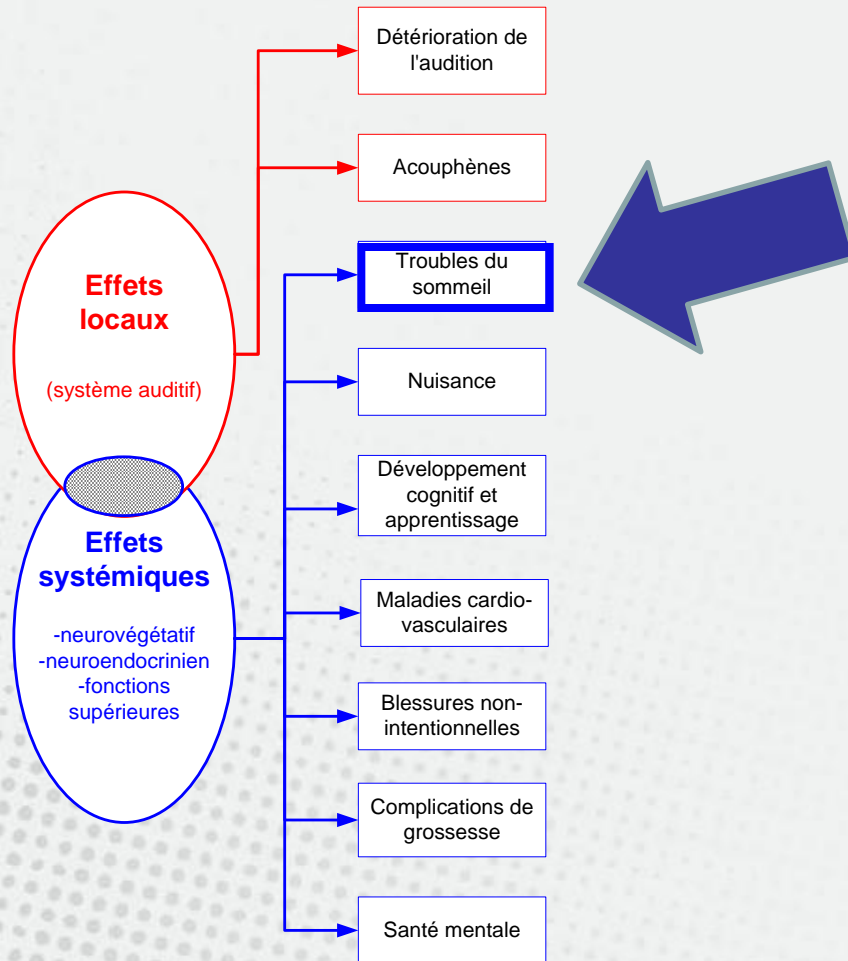 Détérioration de
l'audition
Acouphènes
Effets
locaux
(système auditif)
Troubles du
sommeil
Nuisance
Développement
cognitif et
apprentissage
Effets
systémiques
-neurovégétatif
-neuroendocrinien
-fonctions
supérieures
Maladies cardio-
vasculaires
Blessures non-
intentionnelles
Complications de
grossesse
Santé mentale